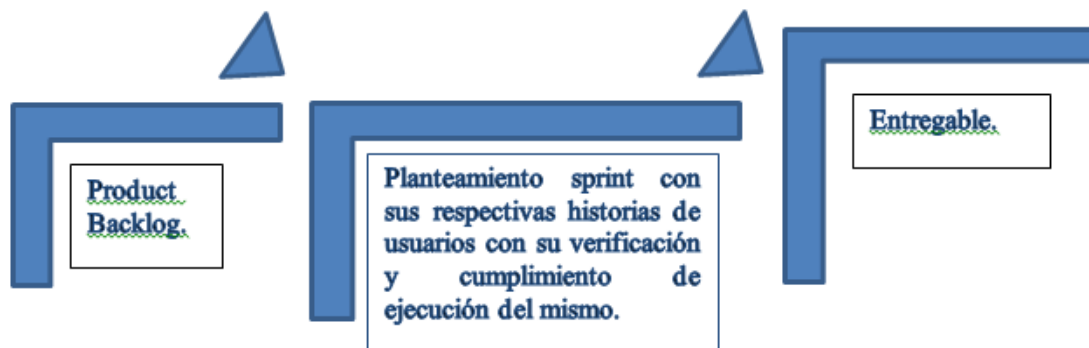 Product
Backlog.
Planteamiento sprint con
sus respectivas historias de
usuarios con su verificación
y cumplimiento de
ejecución del mismo.
Entregable.